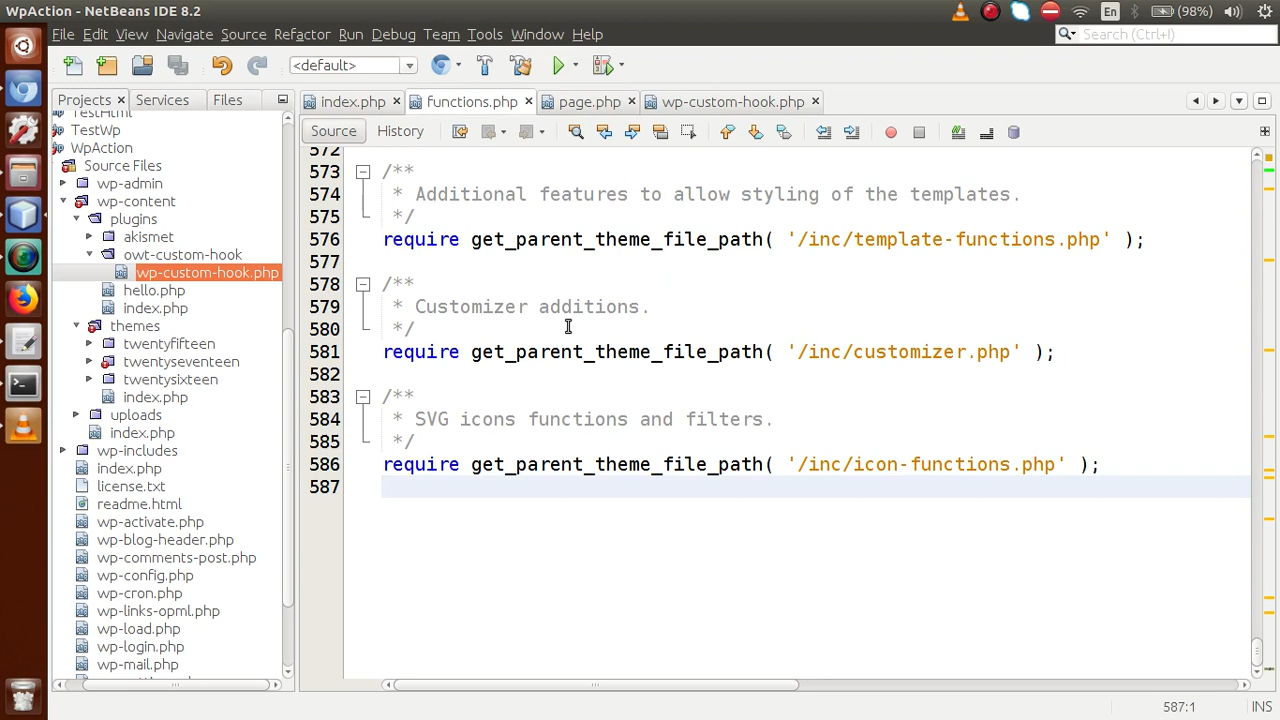 WpAction - NetBeans IDE 8.2
En
(98%)
File Edit View Navigate Source Refactor Run Debug Team Tools Window Help
Search (Ctrl+I)
<default>
Projects Services Files
index.php functions.php page.php wp-custom-hook.php
Source History
TestHtml
TestWp
WpAction
Source Files
wp-admin
wp-content
plugins
akismet
owt-custom-hook
wp-custom-hook.php
hello.php
index.php
themes
twentyfifteen
twentyseventeen
twentysixteen
index.php
uploads
index.php
wp-includes
index.php
license.txt
readme.html
wp-activate.php
wp-blog-header.php
wp-comments-post.php
wp-config.php
wp-cron.php
wp-links-opml.php
wp-load.php
wp-login.php
wp-mail.php
572
573 /**
574 * Additional features to allow styling of the templates.
575 */
576 require get_parent_theme_file_path( '/inc/template-functions.php' );
577
578 /**
579 * Customizer additions.
580 */
581 require get_parent_theme_file_path( '/inc/customizer.php' );
582
583 /**
584 * SVG icons functions and filters.
585 */
586 require get_parent_theme_file_path( '/inc/icon-functions.php' );
587
587:1 INS